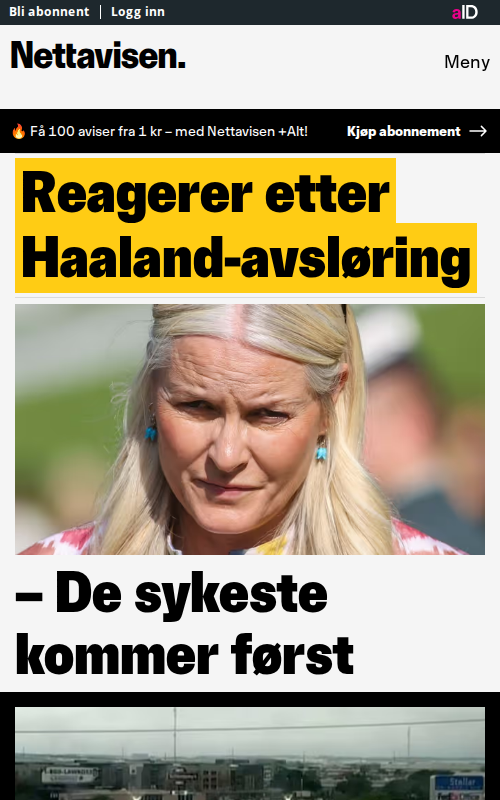 Bli abonnent | Logg inn
aID
Nettavisen.
Meny
🔥 Få 100 aviser fra 1 kr – med Nettavisen +Alt!
Kjøp abonnement →
Reagerer etter
Haaland-avsløring
– De sykeste
kommer først
Stellar